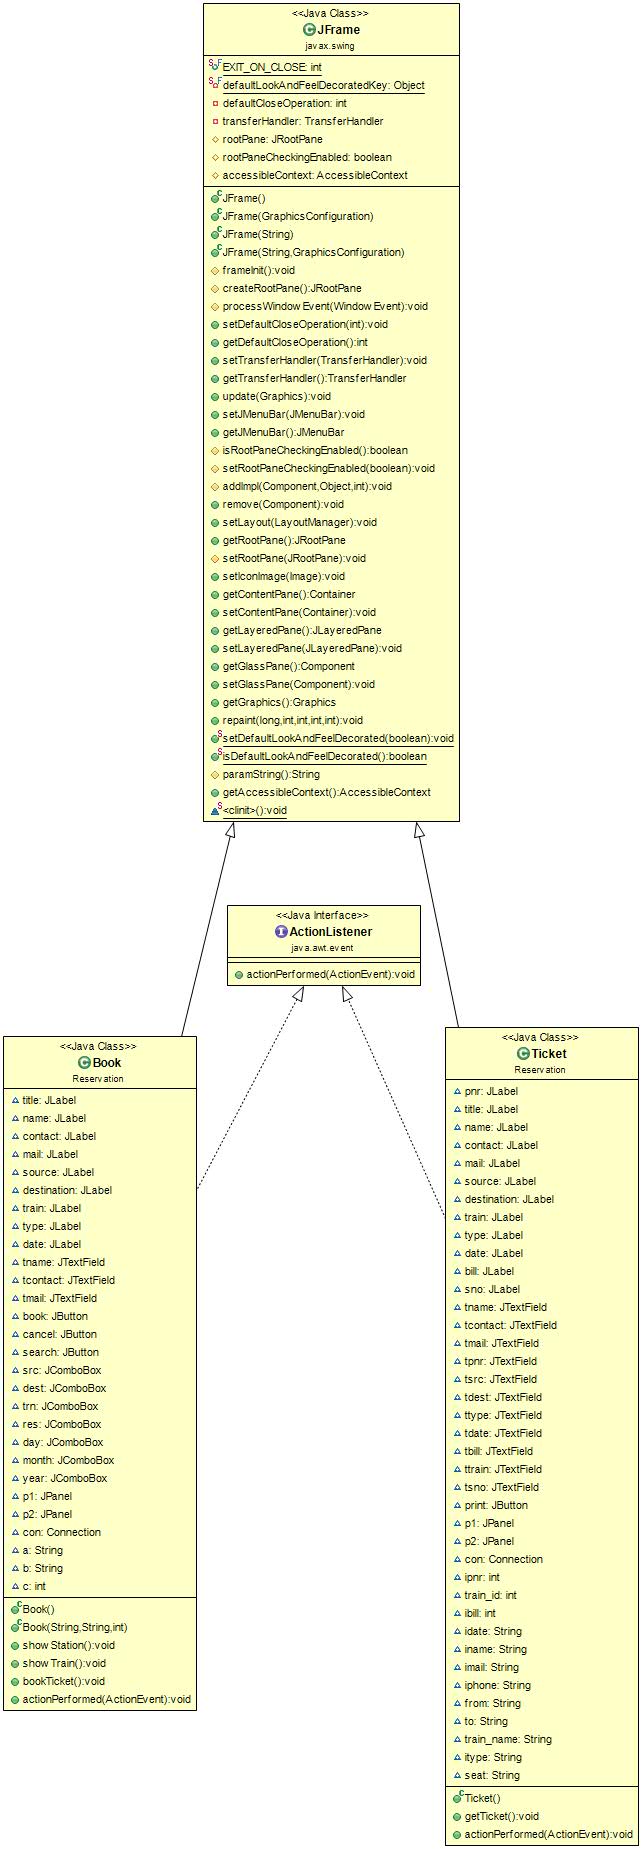 <<Java Class>>
JFrame
javax.swing
EXIT_ON_CLOSE: int
defaultLookAndFeelDecoratedKey: Object
defaultCloseOperation: int
transferHandler: TransferHandler
rootPane: JRootPane
rootPaneCheckingEnabled: boolean
accessibleContext: AccessibleContext
JFrame()
JFrame(GraphicsConfiguration)
JFrame(String)
JFrame(String,GraphicsConfiguration)
frameInit():void
createRootPane():JRootPane
processWindowEvent(WindowEvent):void
setDefaultCloseOperation(int):void
getDefaultCloseOperation():int
setTransferHandler(TransferHandler):void
getTransferHandler():TransferHandler
update(Graphics):void
setJMenuBar(JMenuBar):void
getJMenuBar():JMenuBar
isRootPaneCheckingEnabled():boolean
setRootPaneCheckingEnabled(boolean):void
addImpl(Component,Object,int):void
remove(Component):void
setLayout(LayoutManager):void
getRootPane():JRootPane
setRootPane(JRootPane):void
setIconImage(Image):void
getContentPane():Container
setContentPane(Container):void
getLayeredPane():JLayeredPane
setLayeredPane(JLayeredPane):void
getGlassPane():Component
setGlassPane(Component):void
getGraphics():Graphics
repaint(long,int,int,int,int):void
setDefaultLookAndFeelDecorated(boolean):void
isDefaultLookAndFeelDecorated():boolean
paramString():String
getAccessibleContext():AccessibleContext
<clinit>():void
<<Java Interface>>
ActionListener
java.awt.event
actionPerformed(ActionEvent):void
<<Java Class>>
Book
Reservation
title: JLabel
name: JLabel
contact: JLabel
mail: JLabel
source: JLabel
destination: JLabel
train: JLabel
type: JLabel
date: JLabel
tname: JTextField
tcontact: JTextField
tmail: JTextField
book: JButton
cancel: JButton
search: JButton
src: JComboBox
dest: JComboBox
trn: JComboBox
res: JComboBox
day: JComboBox
month: JComboBox
year: JComboBox
p1: JPanel
p2: JPanel
con: Connection
a: String
b: String
c: int
Book()
Book(String,String,int)
showStation():void
showTrain():void
bookTicket():void
actionPerformed(ActionEvent):void
<<Java Class>>
Ticket
Reservation
pnr: JLabel
title: JLabel
name: JLabel
contact: JLabel
mail: JLabel
source: JLabel
destination: JLabel
train: JLabel
type: JLabel
date: JLabel
bill: JLabel
sno: JLabel
tname: JTextField
tcontact: JTextField
tmail: JTextField
tpnr: JTextField
tsrc: JTextField
tdest: JTextField
ttype: JTextField
tdate: JTextField
tbill: JTextField
ttrain: JTextField
tsno: JTextField
print: JButton
p1: JPanel
p2: JPanel
con: Connection
ipnr: int
train_id: int
ibill: int
idate: String
iname: String
imail: String
iphone: String
from: String
to: String
train_name: String
itype: String
seat: String
Ticket()
getTicket():void
actionPerformed(ActionEvent):void